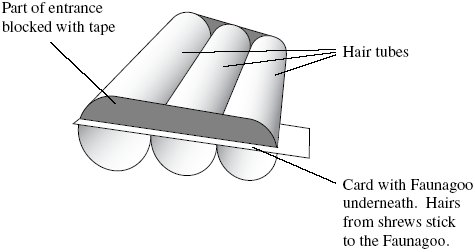 Part of entrance
blocked with tape
Hair tubes
Card with Faunagoo
underneath.  Hairs
from shrews stick
to the Faunagoo.